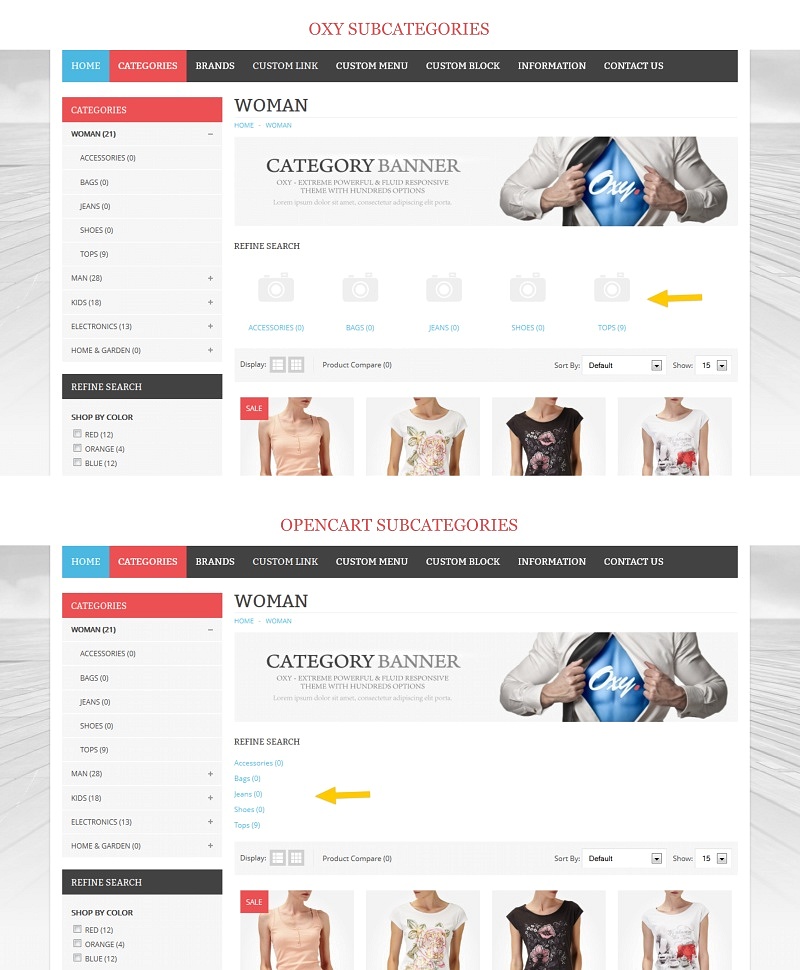 OXY SUBCATEGORIES
HOME CATEGORIES BRANDS CUSTOM LINK CUSTOM MENU CUSTOM BLOCK INFORMATION CONTACT US
CATEGORIES
WOMAN (21) −
ACCESSORIES (0)
BAGS (0)
JEANS (0)
SHOES (0)
TOPS (9)
MAN (28) +
KIDS (18) +
ELECTRONICS (13) +
HOME & GARDEN (0) +
REFINE SEARCH
SHOP BY COLOR
RED (12)
ORANGE (4)
BLUE (12)
WOMAN
HOME - WOMAN
CATEGORY BANNER
OXY - EXTREME POWERFUL & FLUID RESPONSIVE
THEME WITH HUNDREDS OPTIONS
Lorem ipsum dolor sit amet, consectetur adipiscing elit porta.
Oxy.
REFINE SEARCH
ACCESSORIES (0) BAGS (0) JEANS (0) SHOES (0) TOPS (9)
Display: Product Compare (0) Sort By: Default Show: 15
SALE
OPENCART SUBCATEGORIES
HOME CATEGORIES BRANDS CUSTOM LINK CUSTOM MENU CUSTOM BLOCK INFORMATION CONTACT US
CATEGORIES
WOMAN (21) −
ACCESSORIES (0)
BAGS (0)
JEANS (0)
SHOES (0)
TOPS (9)
MAN (28) +
KIDS (18) +
ELECTRONICS (13) +
HOME & GARDEN (0) +
REFINE SEARCH
SHOP BY COLOR
RED (12)
ORANGE (4)
BLUE (12)
WOMAN
HOME - WOMAN
CATEGORY BANNER
OXY - EXTREME POWERFUL & FLUID RESPONSIVE
THEME WITH HUNDREDS OPTIONS
Lorem ipsum dolor sit amet, consectetur adipiscing elit porta.
Oxy.
REFINE SEARCH
Accessories (0)
Bags (0)
Jeans (0)
Shoes (0)
Tops (9)
Display: Product Compare (0) Sort By: Default Show: 15
SALE